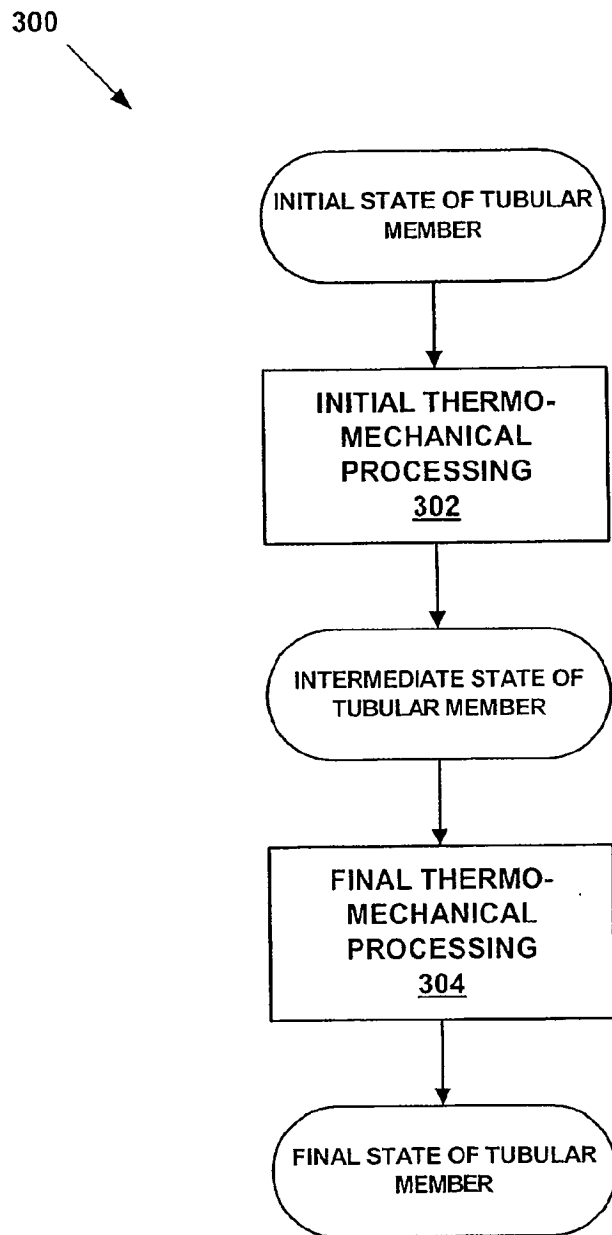 300
INITIAL STATE OF TUBULAR
MEMBER
INITIAL THERMO-
MECHANICAL
PROCESSING
302
INTERMEDIATE STATE OF
TUBULAR MEMBER
FINAL THERMO-
MECHANICAL
PROCESSING
304
FINAL STATE OF TUBULAR
MEMBER